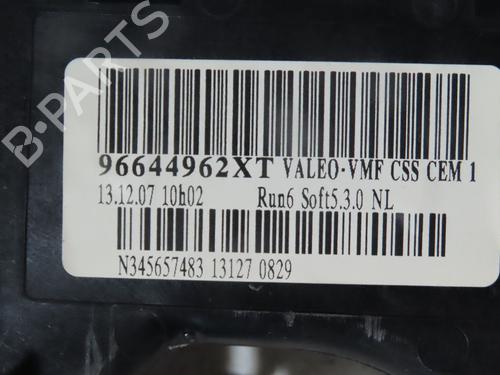 B-PARTS
96644962XT VALEO-VMF CSS CEM 1
13.12.07 10h02 Run6 Soft5.3.0 NL
N345657483 13127 0829